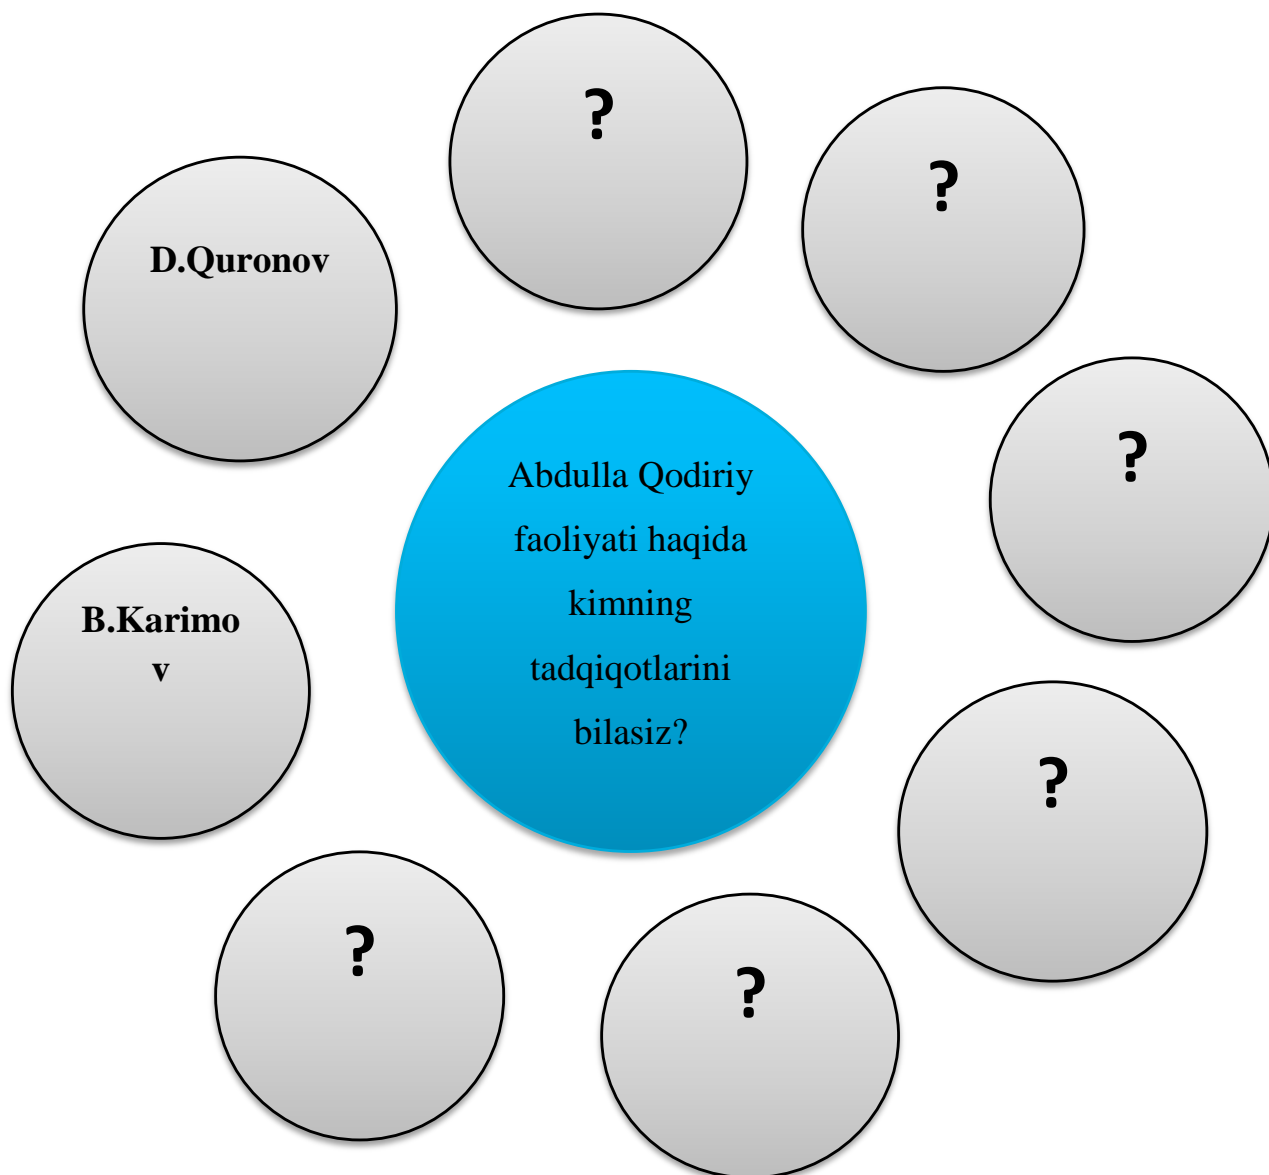 ?
?
D.Quronov
?
Abdulla Qodiriy
faoliyati haqida
kimning
tadqiqotlarini
bilasiz?
B.Karimo
v
?
?
?